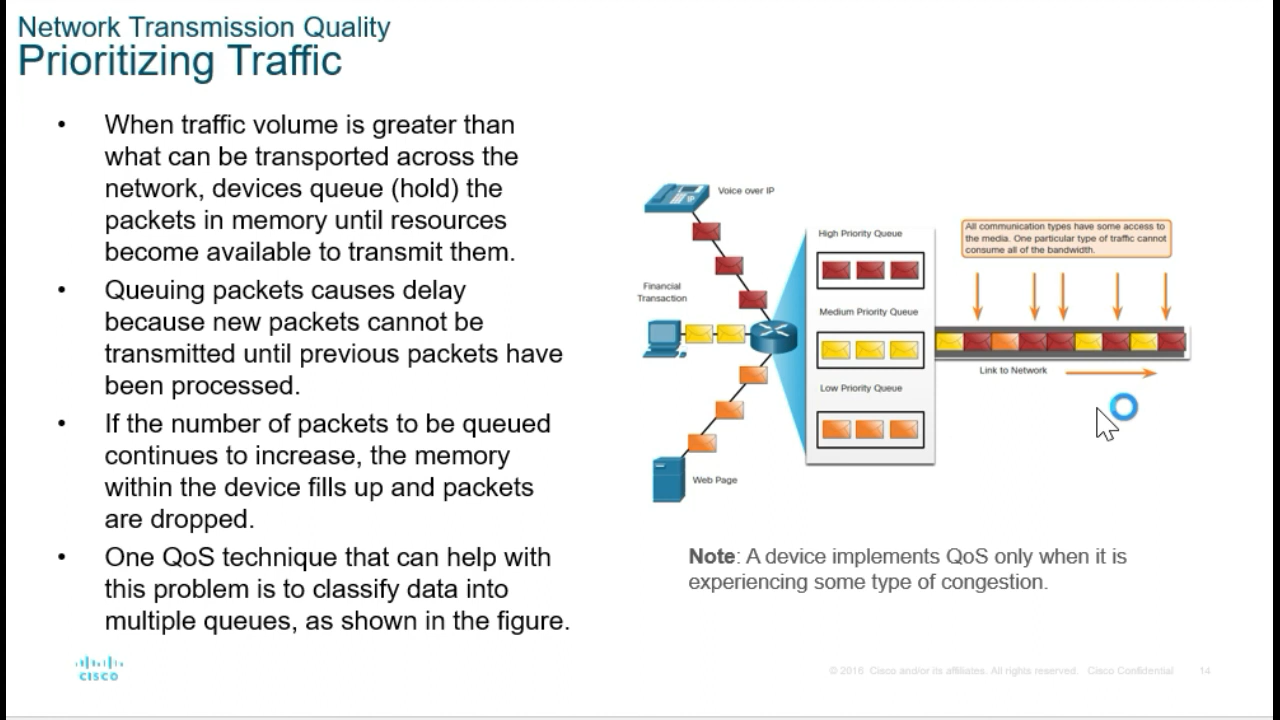 Network Transmission Quality
Prioritizing Traffic
• When traffic volume is greater than
what can be transported across the
network, devices queue (hold) the
packets in memory until resources
become available to transmit them.
• Queuing packets causes delay
because new packets cannot be
transmitted until previous packets have
been processed.
• If the number of packets to be queued
continues to increase, the memory
within the device fills up and packets
are dropped.
• One QoS technique that can help with
this problem is to classify data into
multiple queues, as shown in the figure.
Voice over IP
IP
Financial
Transaction
Web Page
High Priority Queue
Medium Priority Queue
Low Priority Queue
All communication types have some access to
the media. One particular type of traffic cannot
consume all of the bandwidth.
Link to Network
Note: A device implements QoS only when it is
experiencing some type of congestion.
CISCO
© 2016 Cisco and/or its affiliates. All rights reserved. Cisco Confidential 14